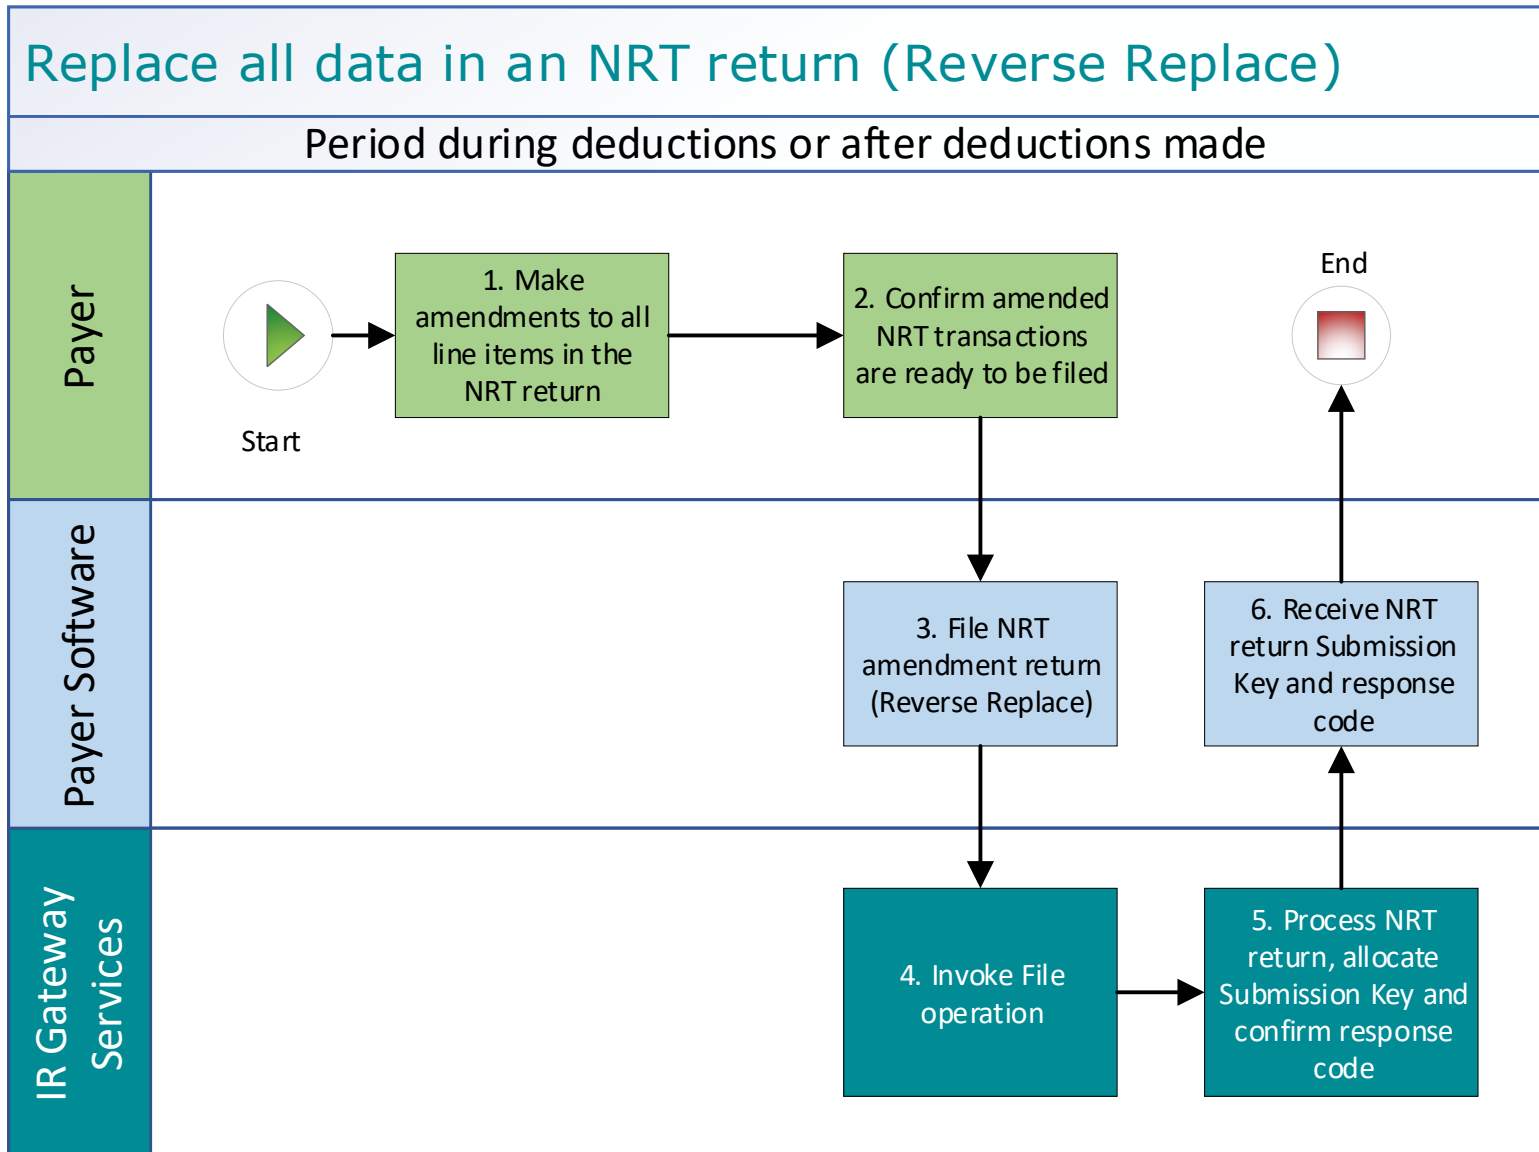 Replace all data in an NRT return (Reverse Replace)
Period during deductions or after deductions made
Payer
Start
1. Make
amendments to all
line items in the
NRT return
2. Confirm amended
NRT transactions
are ready to be filed
End
Payer Software
3. File NRT
amendment return
(Reverse Replace)
6. Receive NRT
return Submission
Key and response
code
IR Gateway
Services
4. Invoke File
operation
5. Process NRT
return, allocate
Submission Key and
confirm response
code